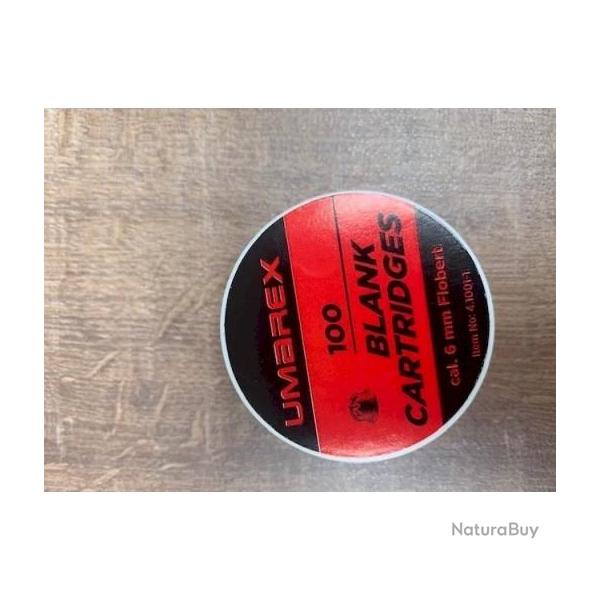 UMAREX
100
BLANK
CARTRIDGES
cal. 6 mm Flobert
Item No: 4.1001-1
NaturaBuy